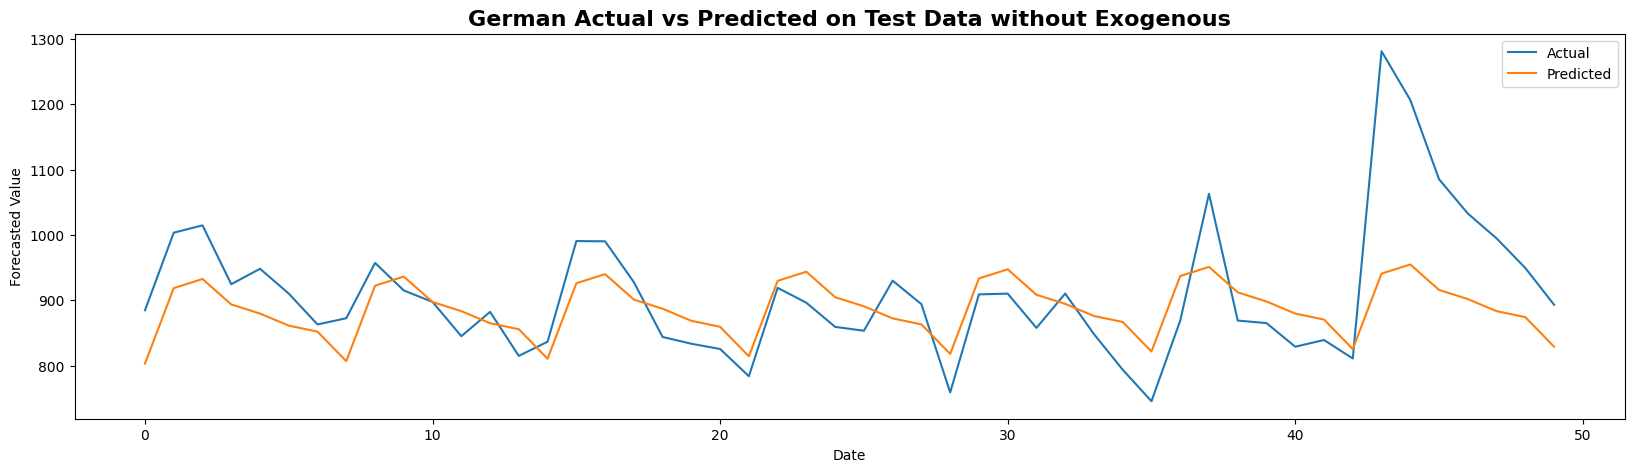 German Actual vs Predicted on Test Data without Exogenous
1300
1200
1100
1000
900
800
Forecasted Value
Actual
Predicted
0
10
20
30
40
50
Date